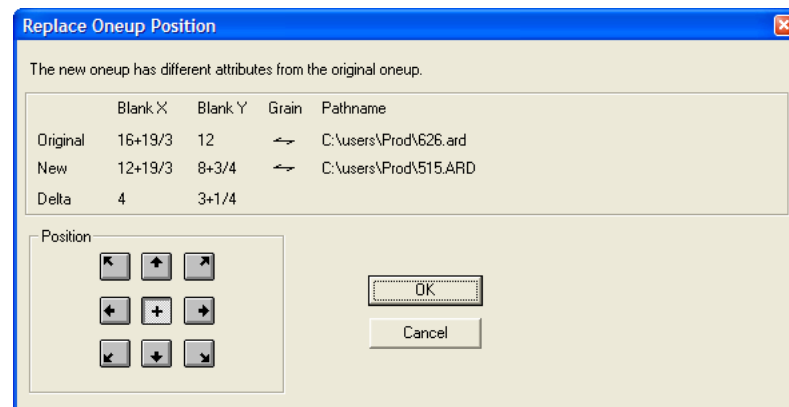 Replace Oneup Position
The new oneup has different attributes from the original oneup.
Blank X Blank Y Grain Pathname
Original 16+19/3 12 C:\users\Prod\626.ard
New 12+19/3 8+3/4 C:\users\Prod\515.ARD
Delta 4 3+1/4
Position
OK
Cancel